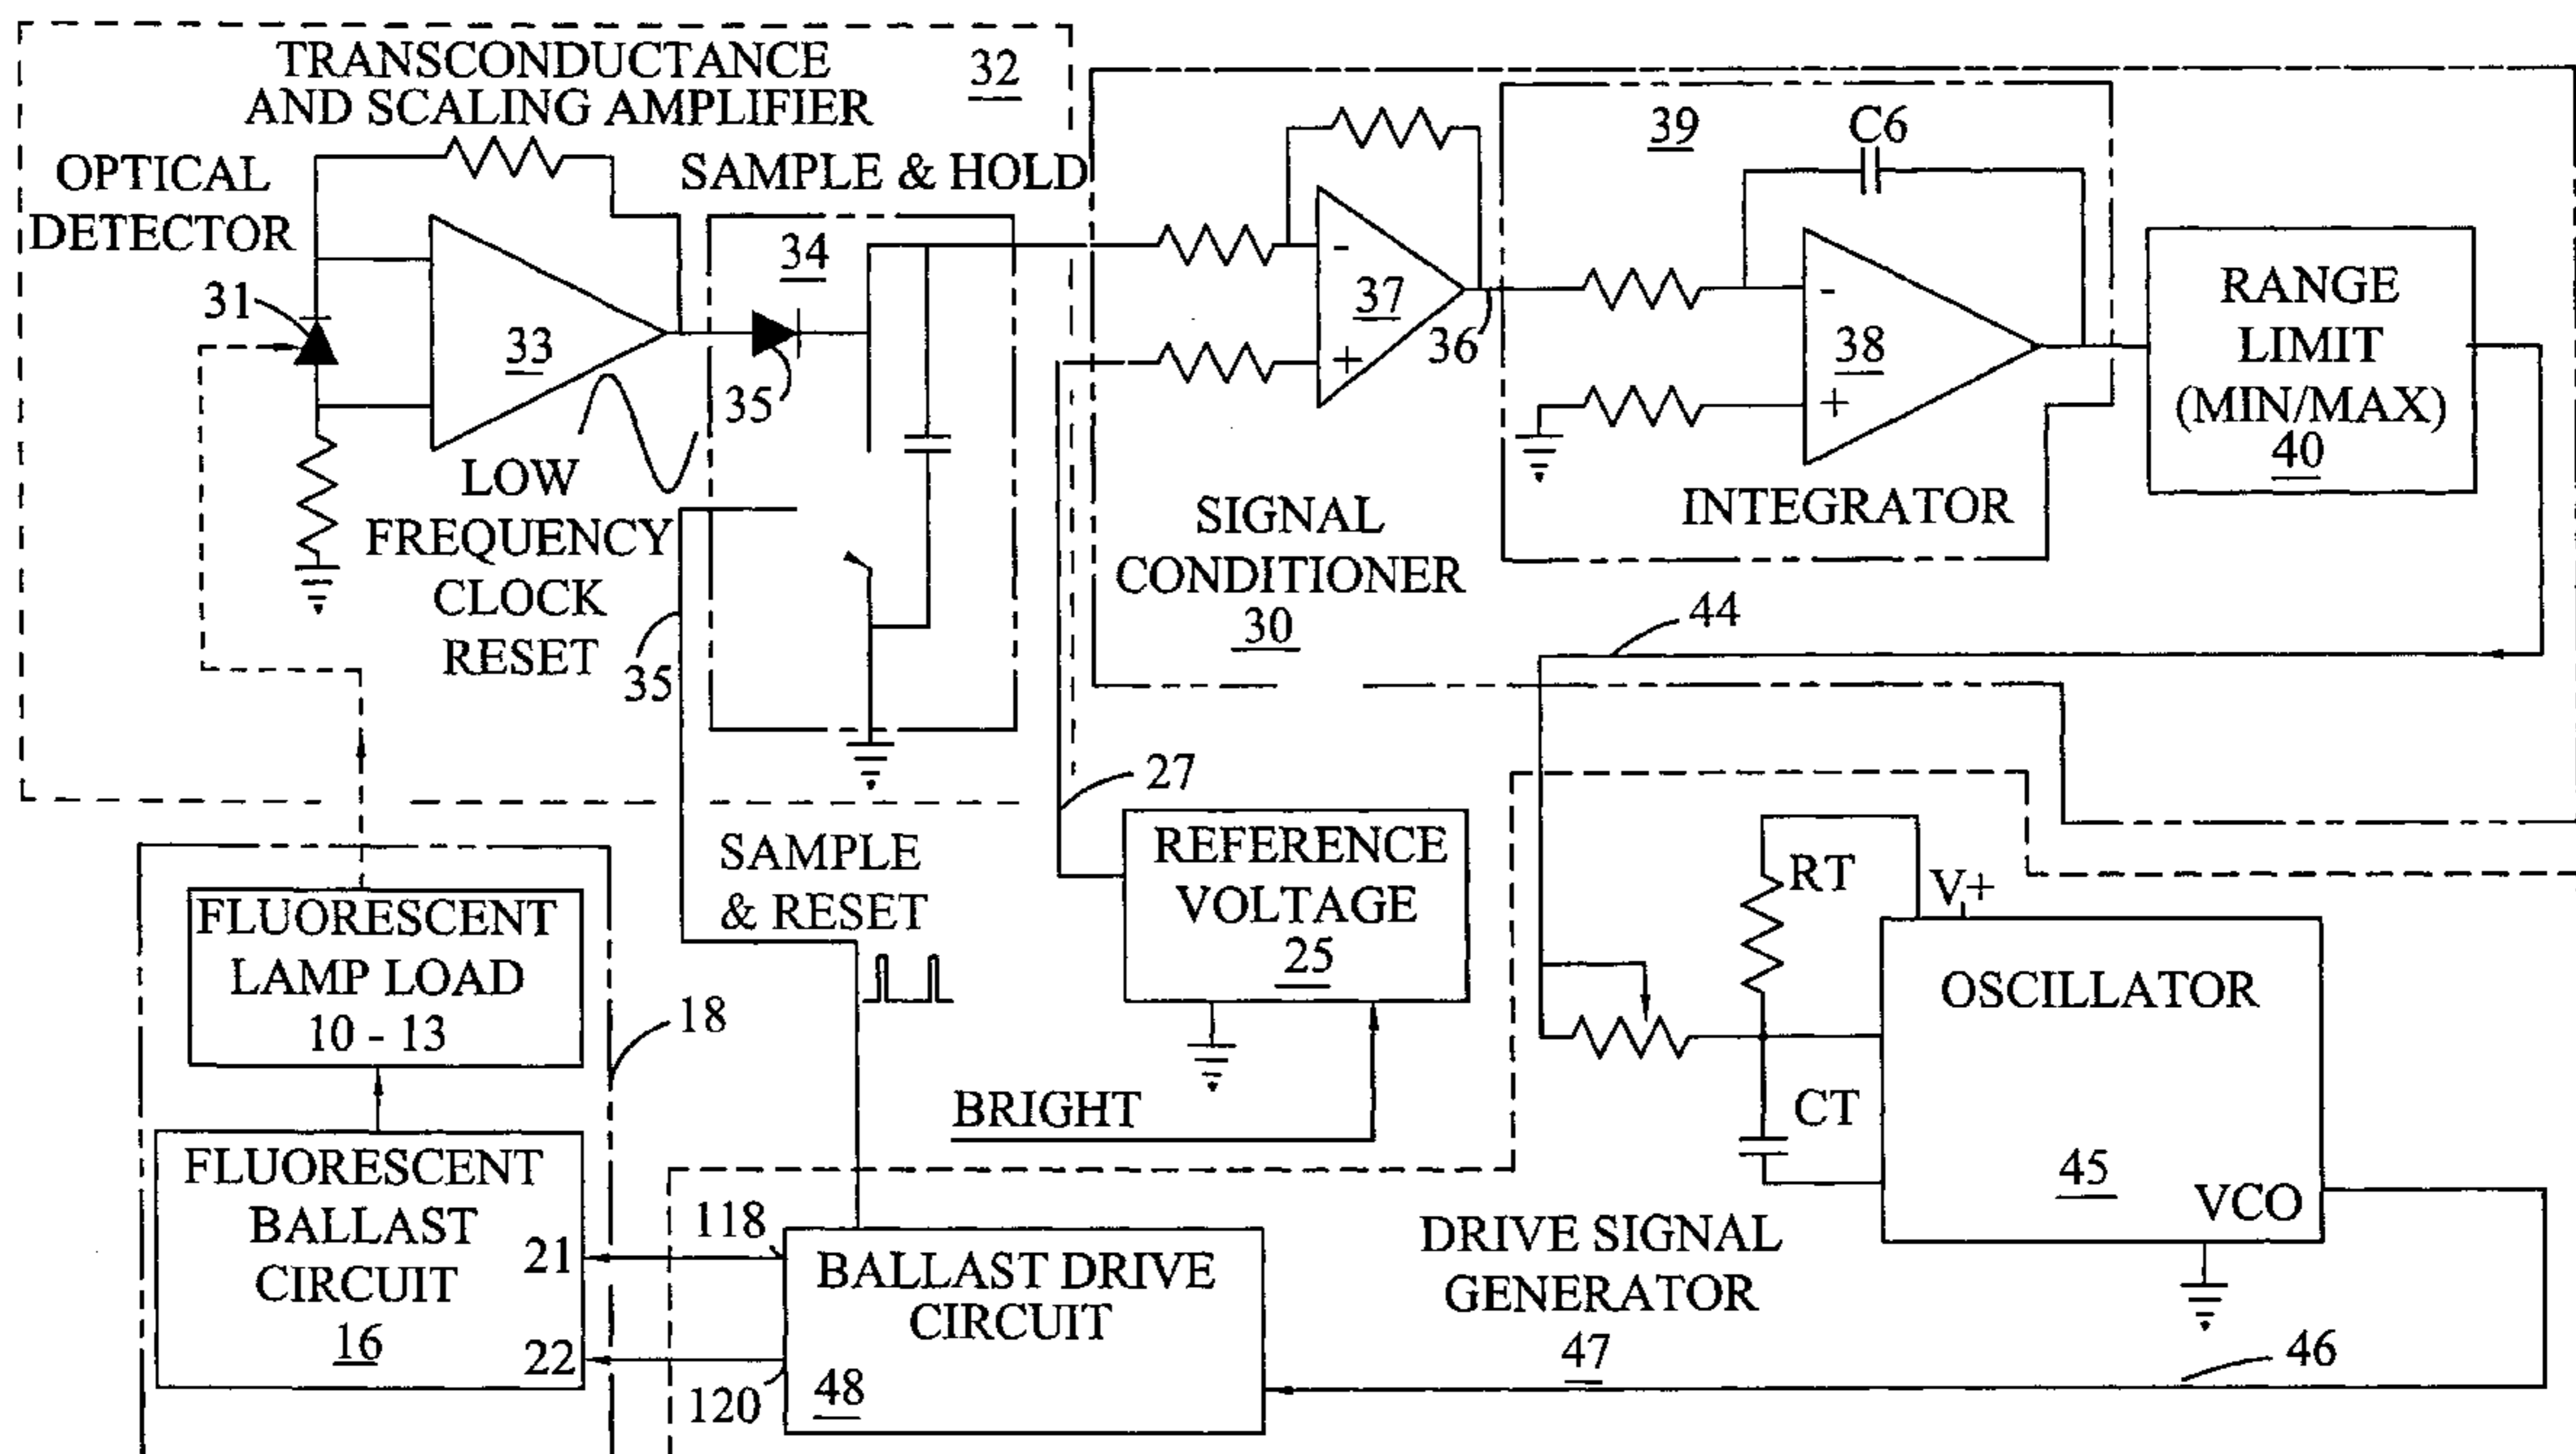 TRANSCONDUCTANCE
AND SCALING AMPLIFIER
32
OPTICAL
DETECTOR
31
33
SAMPLE & HOLD
34
35
LOW
FREQUENCY
CLOCK
RESET
35
-
+
37
36
SIGNAL
CONDITIONER
30
39
C6
-
+
38
INTEGRATOR
RANGE
LIMIT
(MIN/MAX)
40
44
27
SAMPLE
& RESET
REFERENCE
VOLTAGE
25
BRIGHT
FLUORESCENT
LAMP LOAD
10 - 13
18
FLUORESCENT
BALLAST
CIRCUIT
16
21
22
118
120
BALLAST DRIVE
CIRCUIT
48
DRIVE SIGNAL
GENERATOR
47
RT
V+
CT
OSCILLATOR
45
VCO
46